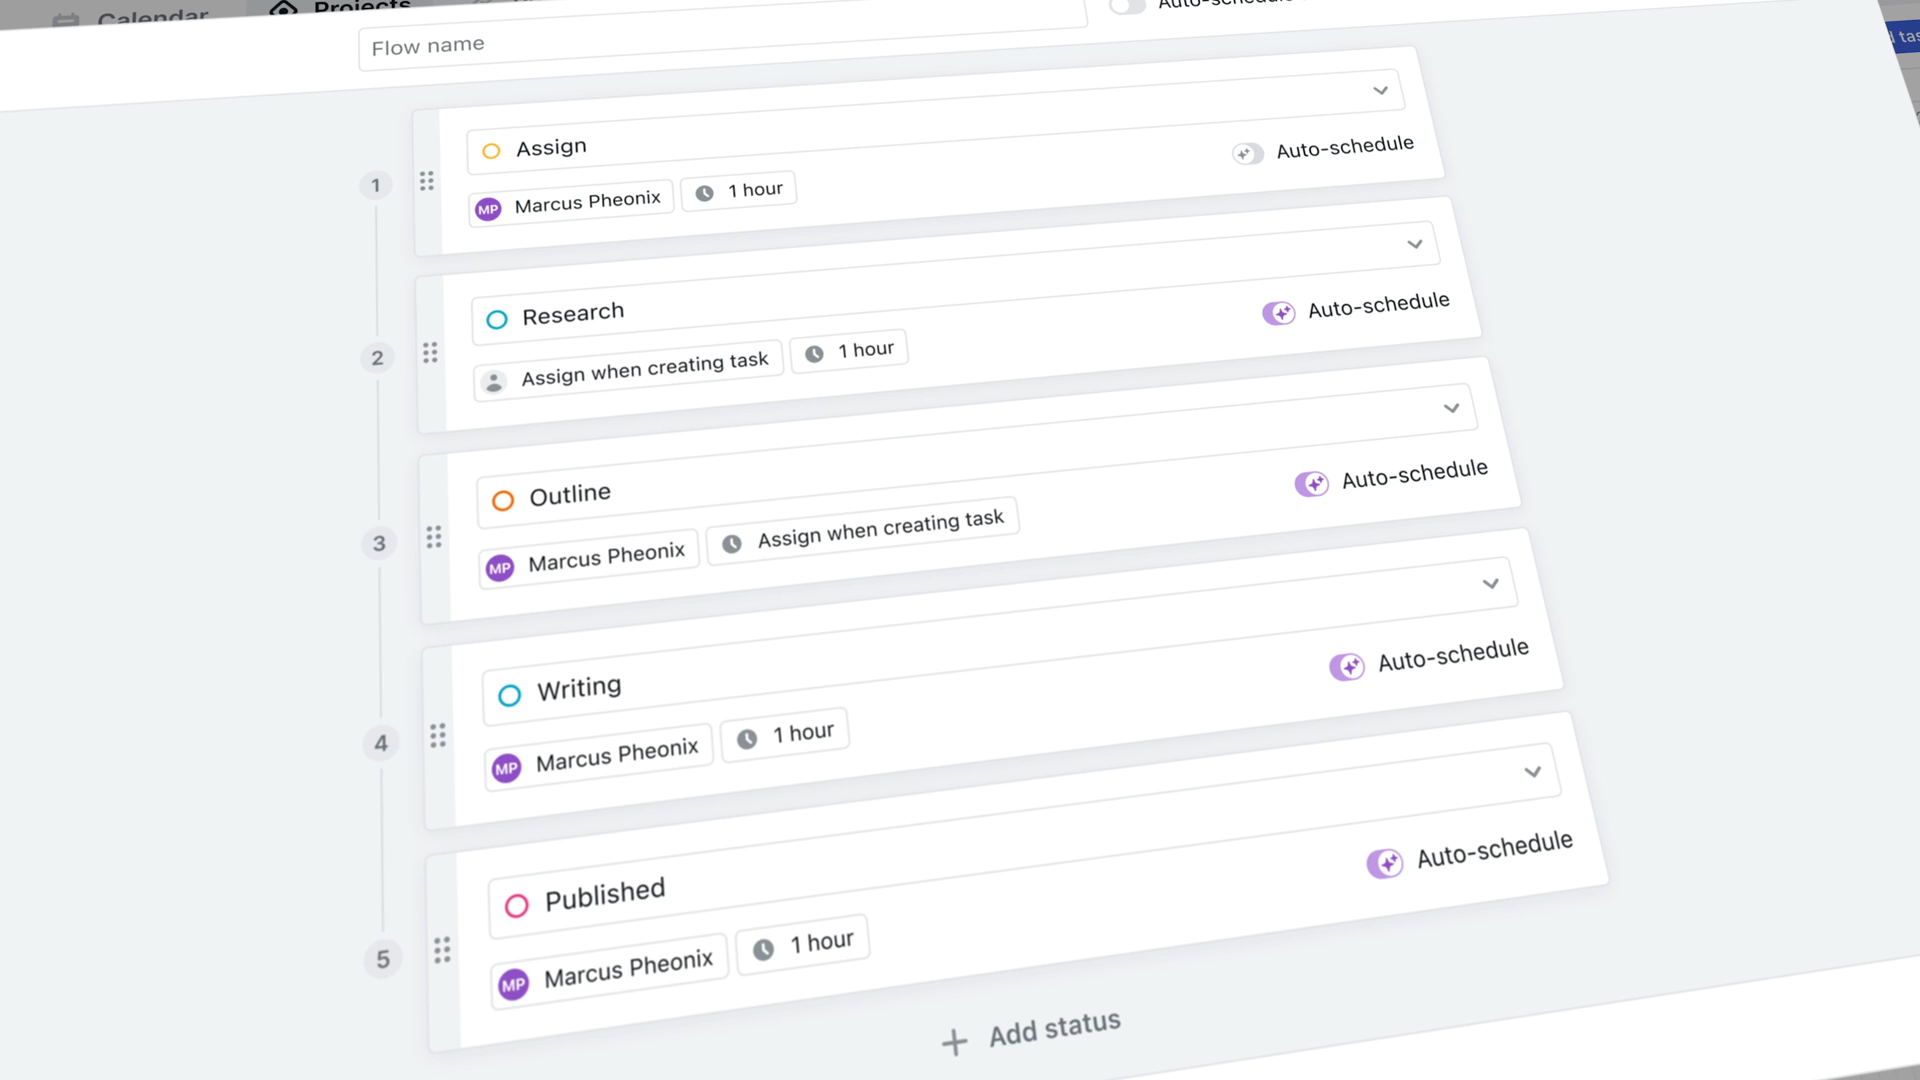 Calendar
Projects
Flow name
Auto-schedule
1
Assign
MP Marcus Pheonix
1 hour
Auto-schedule
2
Research
Assign when creating task
1 hour
Auto-schedule
3
Outline
MP Marcus Pheonix
Assign when creating task
Auto-schedule
4
Writing
MP Marcus Pheonix
1 hour
Auto-schedule
5
Published
MP Marcus Pheonix
1 hour
Auto-schedule
+ Add status